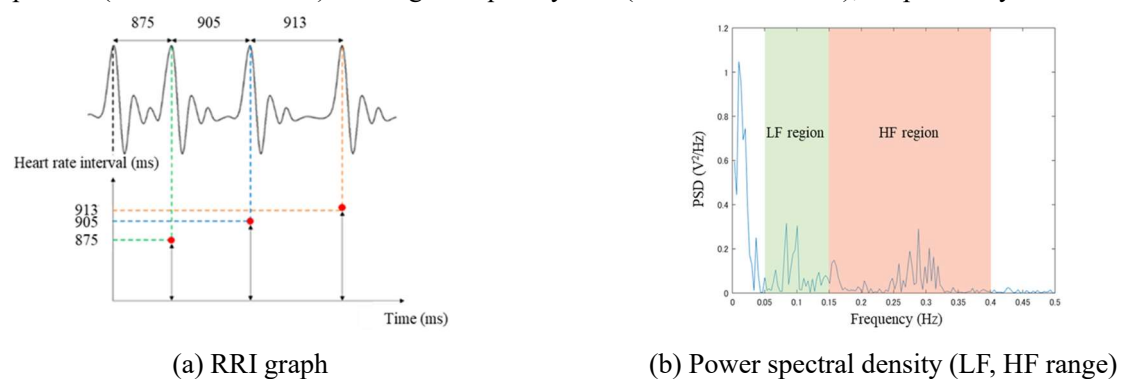 875 905 913
Heart rate interval (ms)
913
905
875
Time (ms)
(a) RRI graph
1.2
1
0.8
0.6
0.4
0.2
0
PSD (V²/Hz)
LF region HF region
0 0.05 0.1 0.15 0.2 0.25 0.3 0.35 0.4 0.45 0.5
Frequency (Hz)
(b) Power spectral density (LF, HF range)